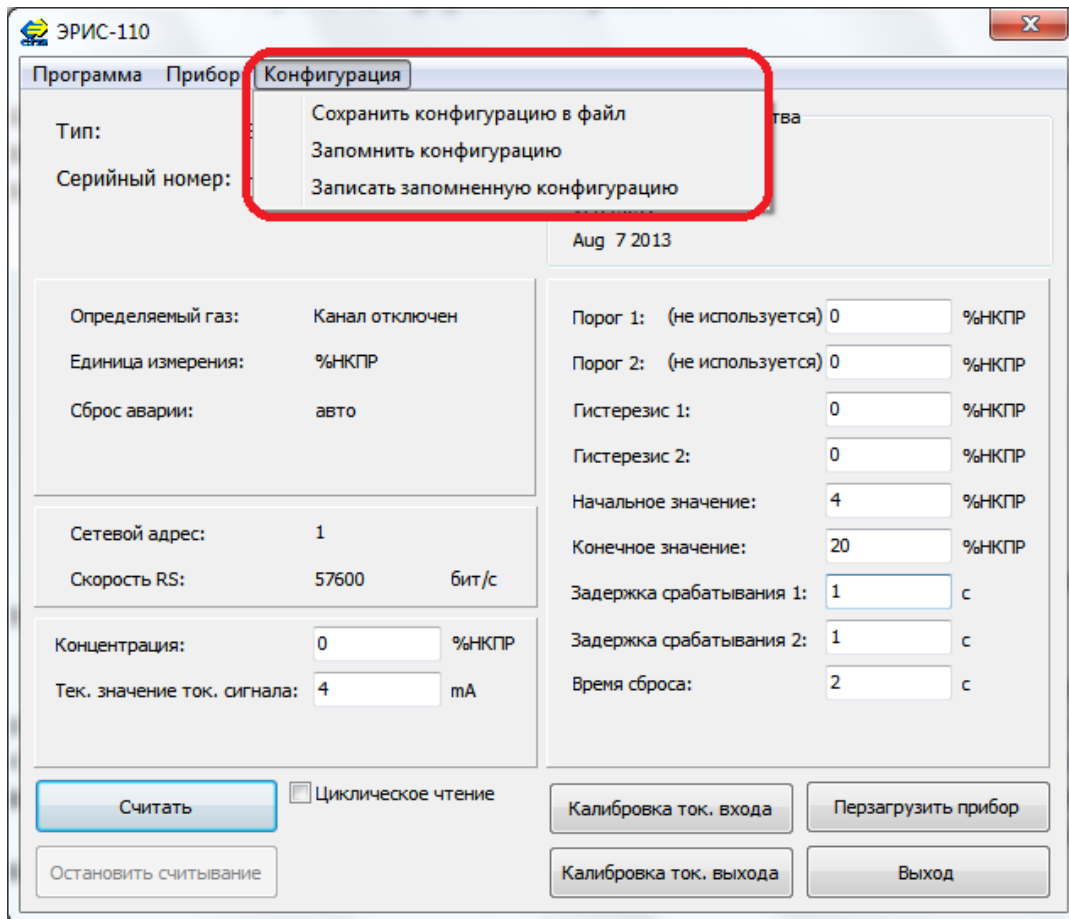 ЭРИС-110
Программа Прибор Конфигурация
Сохранить конфигурацию в файл
Запомнить конфигурацию
Записать запомненную конфигурацию
Тип:
Серийный номер:
Aug 7 2013
Определяемый газ: Канал отключен
Единица измерения: %НКПР
Сброс аварии: авто
Сетевой адрес: 1
Скорость RS: 57600 бит/с
Концентрация: 0 %НКПР
Тек. значение ток. сигнала: 4 mA
Порог 1: (не используется) 0 %НКПР
Порог 2: (не используется) 0 %НКПР
Гистерезис 1: 0 %НКПР
Гистерезис 2: 0 %НКПР
Начальное значение: 4 %НКПР
Конечное значение: 20 %НКПР
Задержка срабатывания 1: 1 с
Задержка срабатывания 2: 1 с
Время сброса: 2 с
Считать Циклическое чтение
Остановить считывание
Калибровка ток. входа Перзагрузить прибор
Калибровка ток. выхода Выход